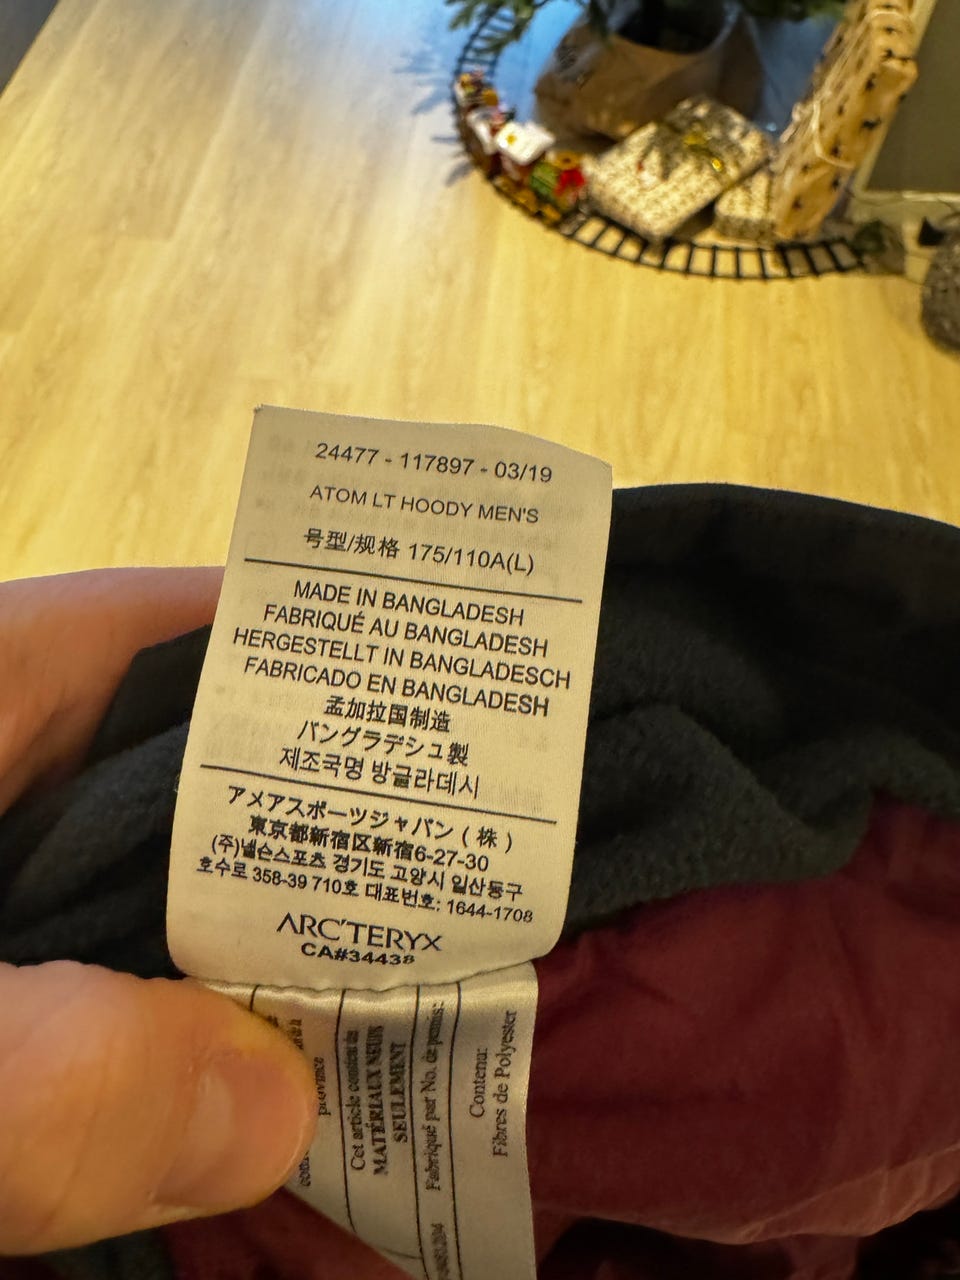 24477 - 117897 - 03/19
ATOM LT HOODY MEN'S
号型/规格 175/110A(L)
MADE IN BANGLADESH
FABRIQUÉ AU BANGLADESH
HERGESTELLT IN BANGLADESCH
FABRICADO EN BANGLADESH
孟加拉国制造
バングラデシュ製
제조국명 방글라데시
アメアスポーツジャパン（株）
東京都新宿区新宿6-27-30
(주)넬슨스포츠 경기도 고양시 일산동구
호수로 358-39 710호 대표번호: 1644-1708
ARC'TERYX
CA#34438
province
Cet article contient des
MATÉRIAUX NEUFS
SEULEMENT
Fabriqué par No. de permis:
Contenu:
Fibres de Polyester